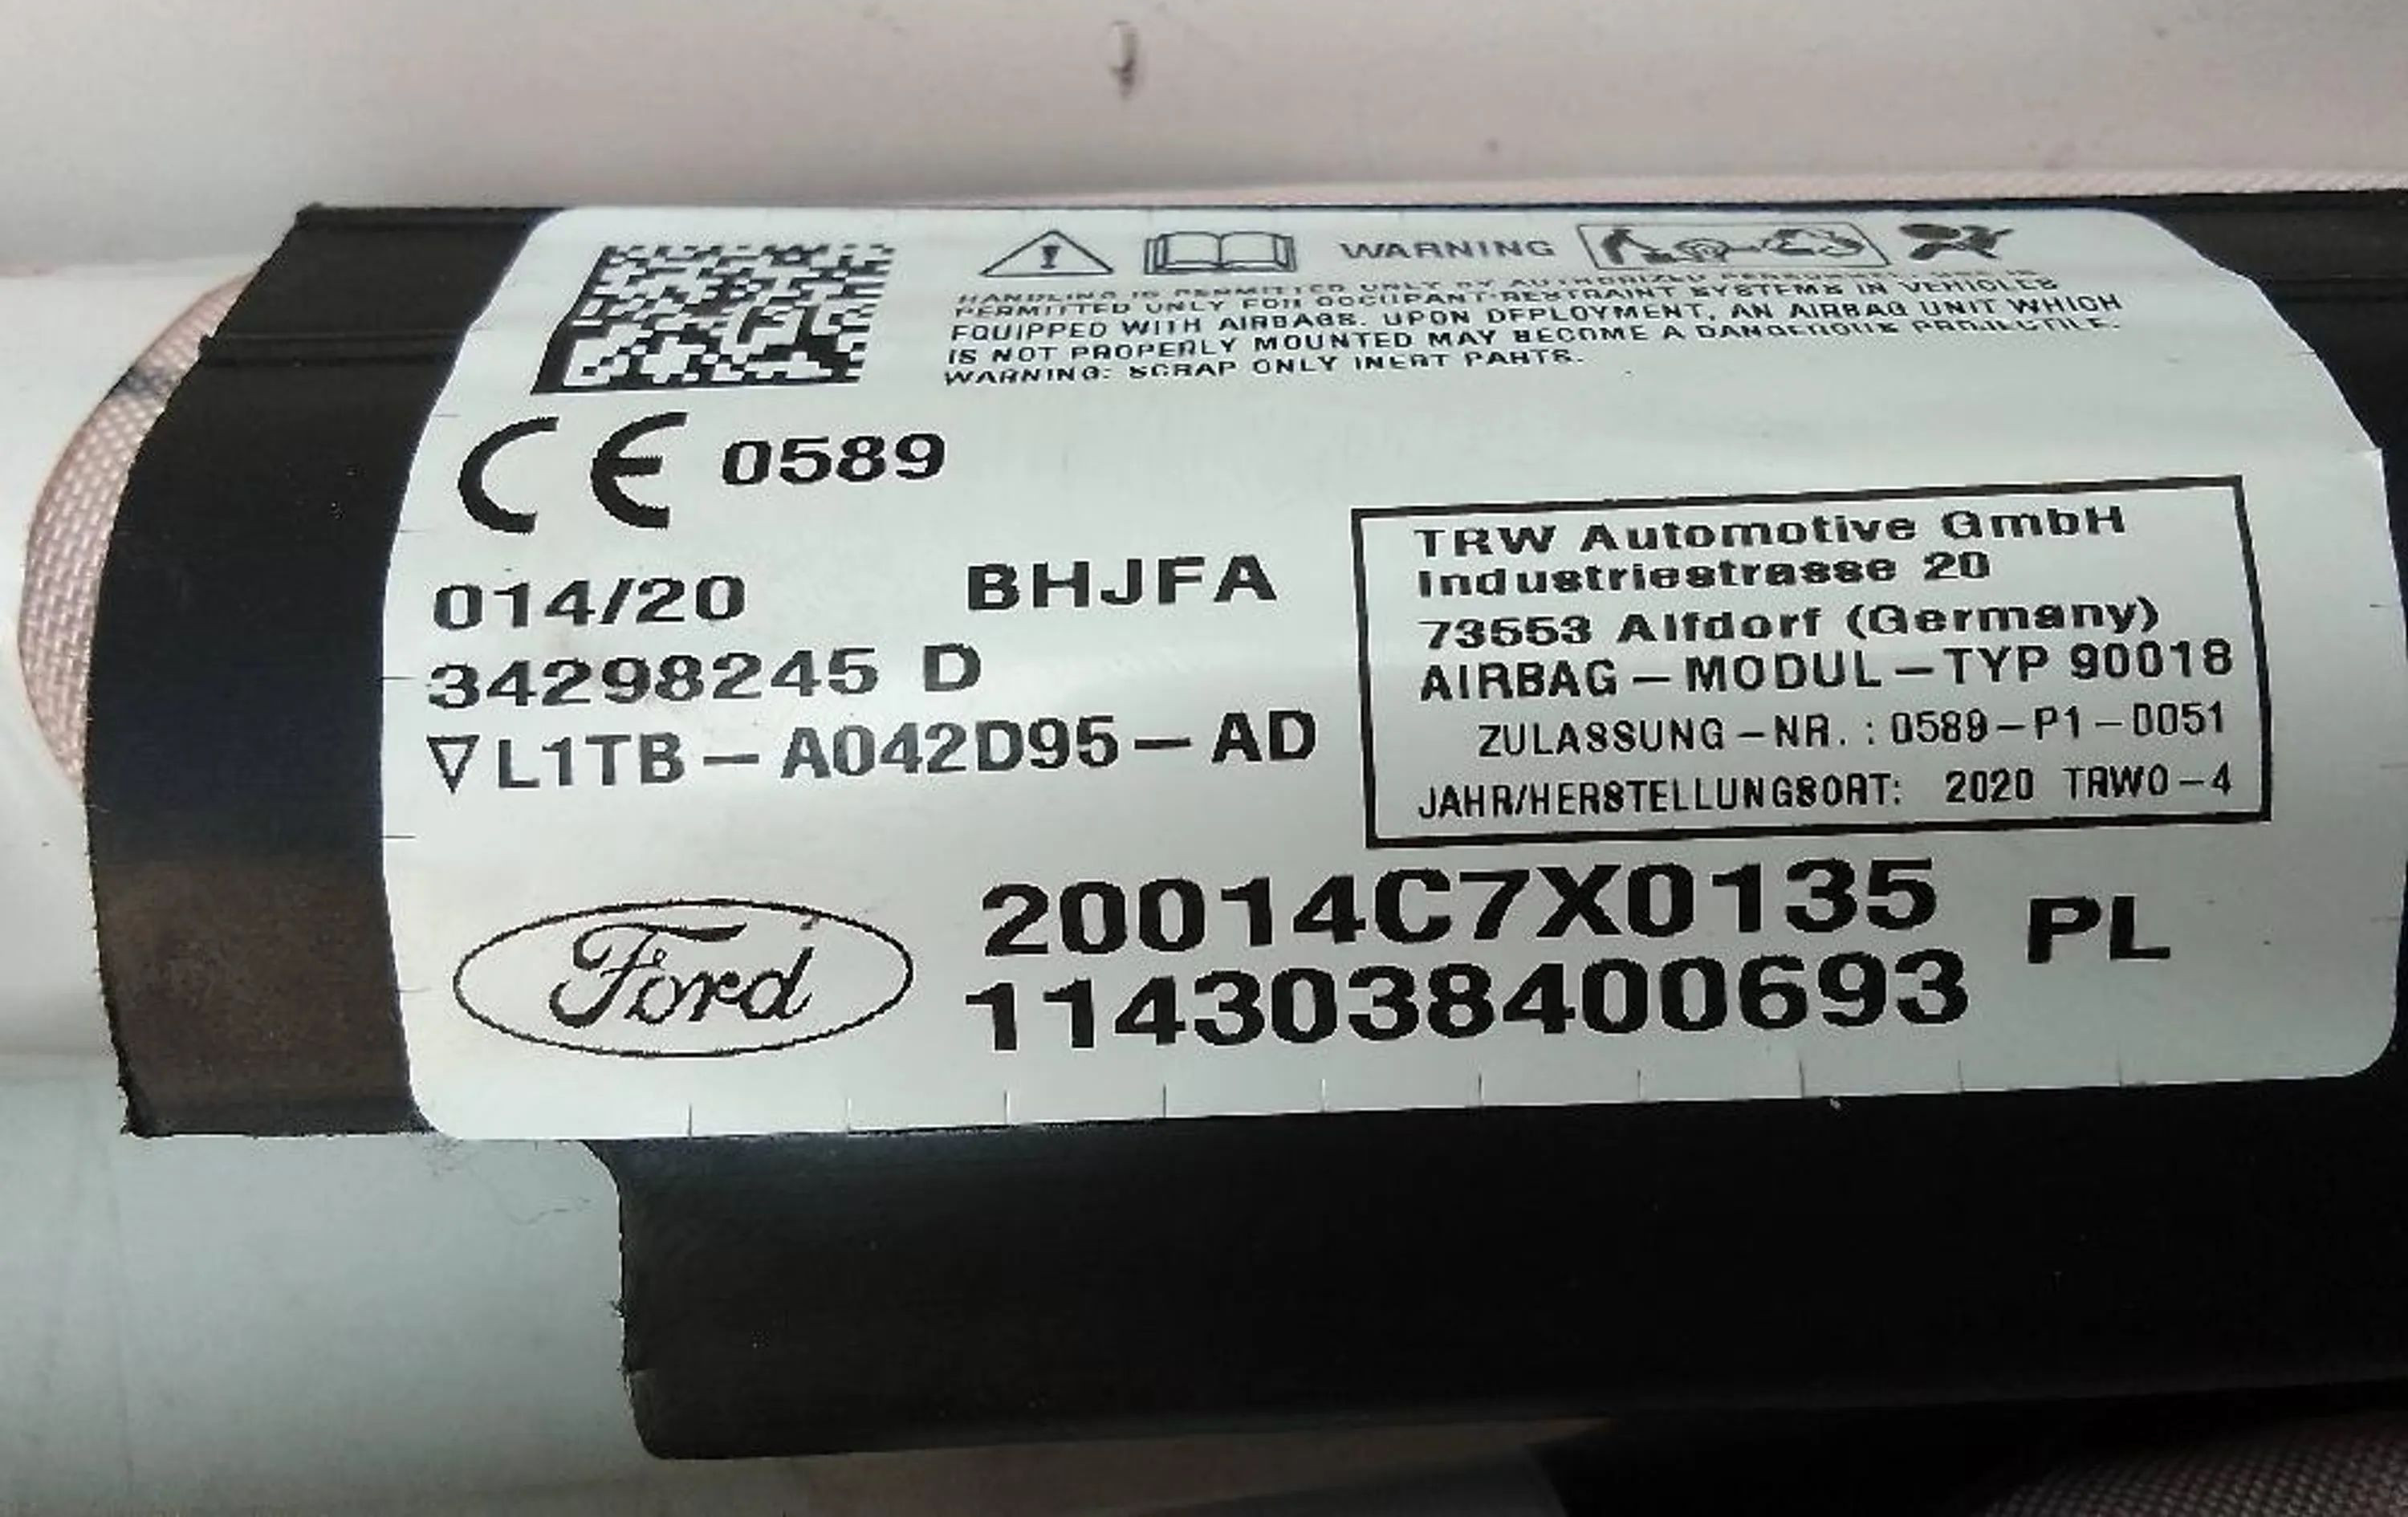 WARNING
HANDLING IS PERMITTED ONLY BY AUTHORIZED PERSONNEL. USE IS
PERMITTED ONLY FOR OCCUPANT-RESTRAINT SYSTEMS IN VEHICLES
EQUIPPED WITH AIRBAGS. UPON DEPLOYMENT, AN AIRBAG UNIT WHICH
IS NOT PROPERLY MOUNTED MAY BECOME A DANGEROUS PROJECTILE.
WARNING: SCRAP ONLY INERT PARTS.
CE 0589
014/20 BHJFA
34298245 D
▽L1TB-A042D95-AD
TRW Automotive GmbH
Industriestrasse 20
73553 Alfdorf (Germany)
AIRBAG-MODUL-TYP 90018
ZULASSUNG-NR.: 0589-P1-0051
JAHR/HERSTELLUNGSORT: 2020 TRWO-4
Ford
20014C7X0135
1143038400693
PL